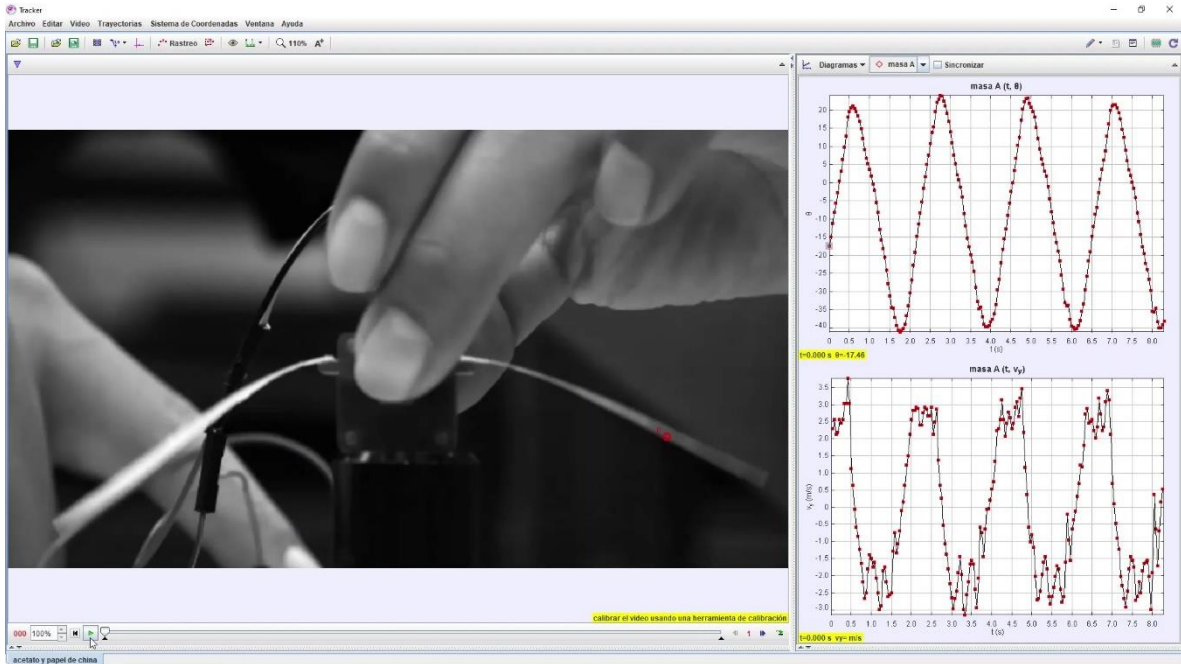 Tracker
Archivo Editar Video Trayectorias Sistema de Coordenadas Ventana Ayuda
Rastreo 110% A
Diagramas masa A Sincronizar
masa A (t, θ)
20
15
10
5
0
-5
-10
-15
-20
-25
-30
-35
-40
θ
0 0.5 1.0 1.5 2.0 2.5 3.0 3.5 4.0 4.5 5.0 5.5 6.0 6.5 7.0 7.5 8.0
t (s)
t=0.000 s θ=-17.46
masa A (t, vy)
3.5
3.0
2.5
2.0
1.5
1.0
0.5
0
-0.5
-1.0
-1.5
-2.0
-2.5
-3.0
vy (m/s)
0 0.5 1.0 1.5 2.0 2.5 3.0 3.5 4.0 4.5 5.0 5.5 6.0 6.5 7.0 7.5 8.0
t (s)
t=0.000 s vy= m/s
calibrar el video usando una herramienta de calibración
000 100% 1
acetato y papel de china